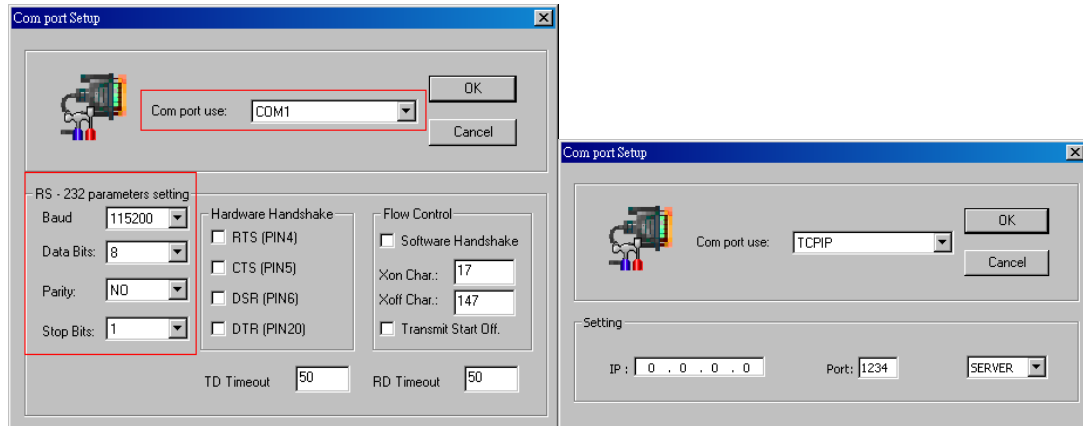 Com port Setup
Com port use: COM1
OK
Cancel
RS - 232 parameters setting
Baud 115200
Data Bits: 8
Parity: NO
Stop Bits: 1
Hardware Handshake
RTS (PIN4)
CTS (PIN5)
DSR (PIN6)
DTR (PIN20)
Flow Control
Software Handshake
Xon Char.: 17
Xoff Char.: 147
Transmit Start Off.
TD Timeout 50
RD Timeout 50
Com port Setup
Com port use: TCPIP
OK
Cancel
Setting
IP : 0 . 0 . 0 . 0
Port: 1234
SERVER